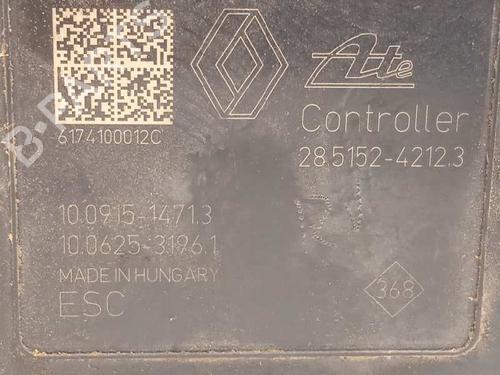 Ate
6174100012C
Controller
28.5152-4212.3
10.0915-1471.3
10.0625-3196.1
MADE IN HUNGARY
ESC
368
B-PARTS